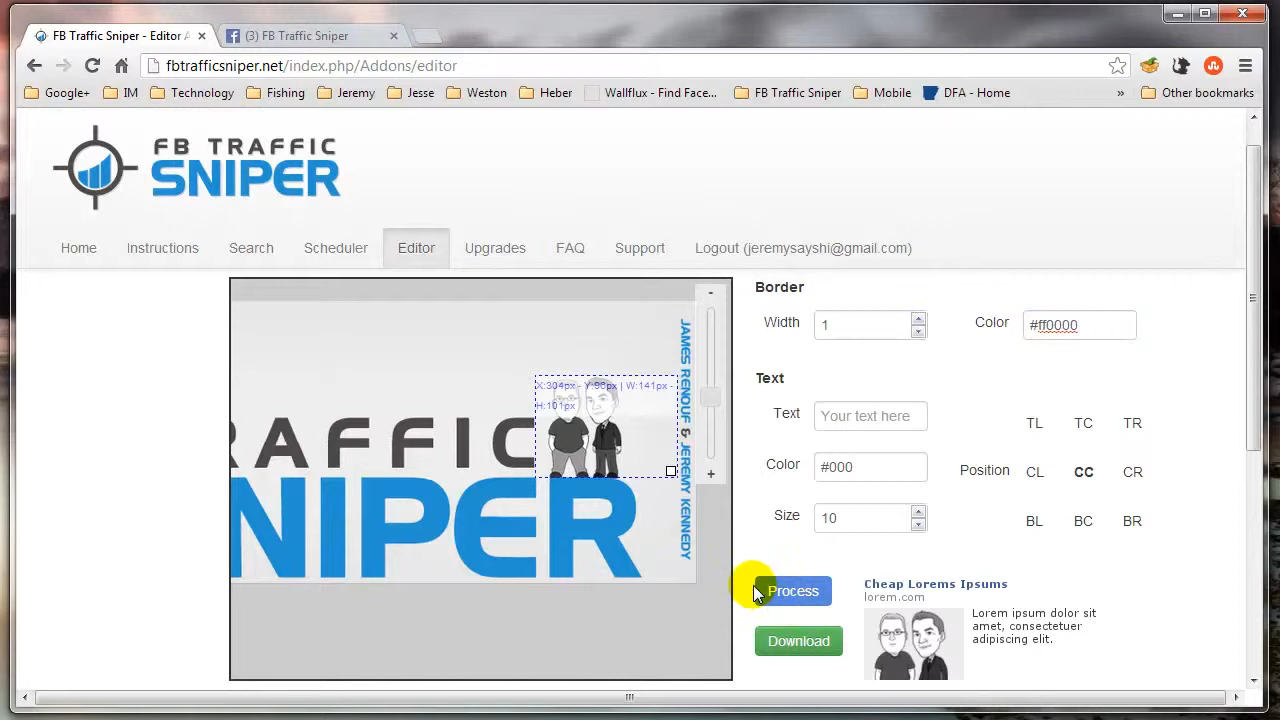 FB Traffic Sniper - Editor A
(3) FB Traffic Sniper
fbtrafficsniper.net/index.php/Addons/editor
Google+ IM Technology Fishing Jeremy Jesse Weston Heber Wallflux - Find Face... FB Traffic Sniper Mobile DFA - Home » Other bookmarks
FB TRAFFIC
SNIPER
Home Instructions Search Scheduler Editor Upgrades FAQ Support Logout (jeremysayshi@gmail.com)
-
X:304px - Y:98px | W:141px -
H:101px
RAFFIC
NIPER
JAMES RENOUF & JEREMY KENNEDY
+
Border
Width 1 Color #ff0000
Text
Text Your text here
Color #000
Size 10
Position
TL TC TR
CL CC CR
BL BC BR
Process
Download
Cheap Lorems Ipsums
lorem.com
Lorem ipsum dolor sit
amet, consectetuer
adipiscing elit.